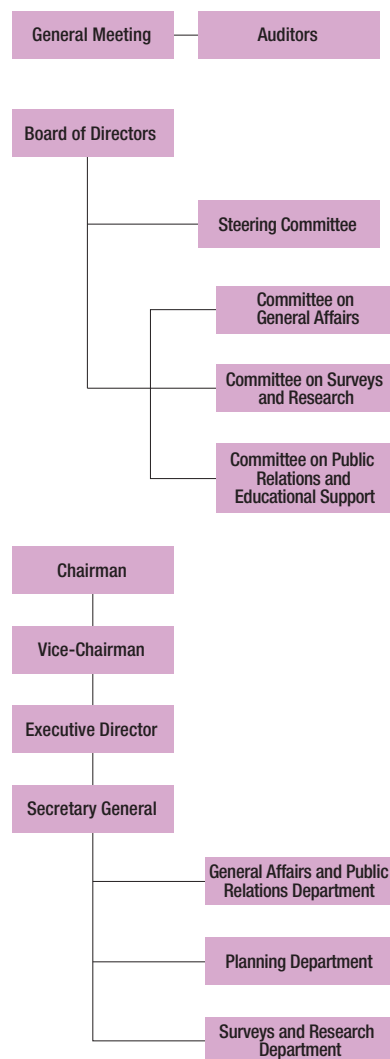 General Meeting
Auditors
Board of Directors
Steering Committee
Committee on
General Affairs
Committee on Surveys
and Research
Committee on Public
Relations and
Educational Support
Chairman
Vice-Chairman
Executive Director
Secretary General
General Affairs and Public
Relations Department
Planning Department
Surveys and Research
Department